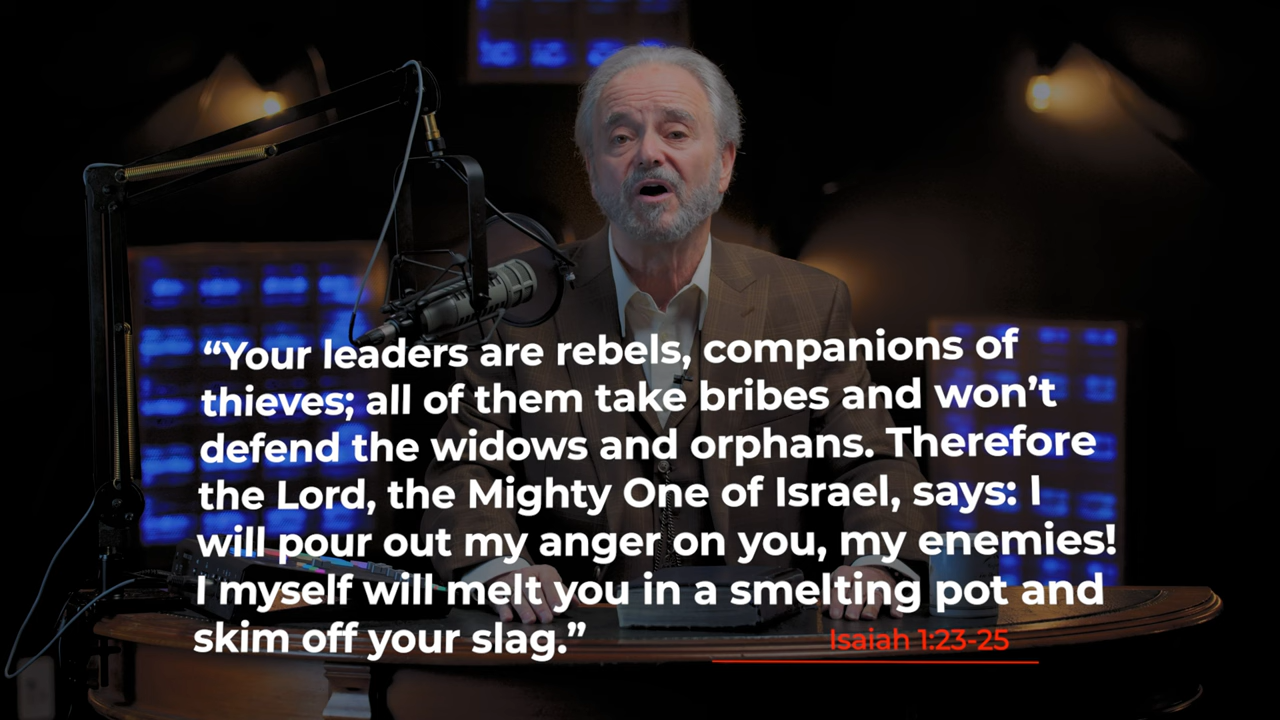 “Your leaders are rebels, companions of
thieves; all of them take bribes and won’t
defend the widows and orphans. Therefore
the Lord, the Mighty One of Israel, says: I
will pour out my anger on you, my enemies!
I myself will melt you in a smelting pot and
skim off your slag.”
Isaiah 1:23-25